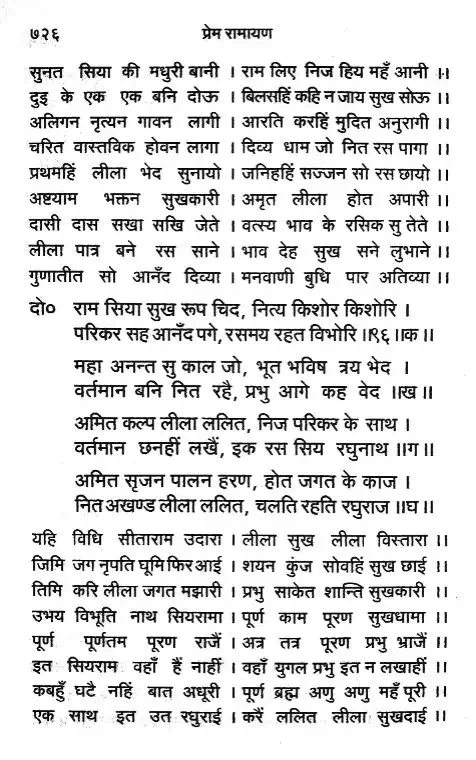 ७२६ प्रेम रामायण
सुनत सिया की मधुरी बानी । राम लिए निज हिय महँ आनी ।।
दुइ के एक एक बनि दोऊ । बिलसहिं कहि न जाय सुख सोऊ ।।
अलिगन नृत्यन गावन लागी । आरति करहिं मुदित अनुरागी ।।
चरित वास्तविक होवन लागा । दिव्य धाम जो नित रस पागा ।।
प्रथमहिं लीला भेद सुनायो । जनिहहिं सज्जन सो रस छायो ।।
अष्टयाम भक्तन सुखकारी । अमृत लीला होत अपारी ।।
दासी दास सखा सखि जेते । वत्स्य भाव के रसिक सु तेते ।।
लीला पात्र बने रस साने । भाव देह सुख सने लुभाने ।।
गुणातीत सो आनँद दिव्या । मनवाणी बुधि पार अतिव्या ।।
दो० राम सिया सुख रूप चिद, नित्य किशोर किशोरि ।
परिकर सह आनँद पगे, रसमय रहत विभोरि ।।९६ ।।क।।
महा अनन्त सु काल जो, भूत भविष त्रय भेद ।
वर्तमान बनि नित रहै, प्रभु आगे कह वेद ।।ख।।
अमित कल्प लीला ललित, निज परिकर के साथ ।
वर्तमान छनहीं लखैं, इक रस सिय रघुनाथ ।।ग।।
अमित सृजन पालन हरण, होत जगत के काज ।
नित अखण्ड लीला ललित, चलति रहति रघुराज ।।घ।।
यहि विधि सीताराम उदारा । लीला सुख लीला विस्तारा ।।
जिमि जग नृपति घूमि फिर आई । शयन कुंज सोवहिं सुख छाई ।।
तिमि करि लीला जगत मझारी । प्रभु साकेत शान्ति सुखकारी ।।
उभय विभूति नाथ सियरामा । पूर्ण काम पूरण सुखधामा ।।
पूर्ण पूर्णतम पूरण राजैं । अत्र तत्र पूरण प्रभु भ्राजैं ।।
इत सियराम वहाँ हैं नाहीं । वहाँ युगल प्रभु इत न लखाहीं ।।
कबहुँ घटै नहिं बात अधूरी । पूर्ण ब्रह्म अणु अणु महँ पूरी ।।
एक साथ इत उत रघुराई । करैं ललित लीला सुखदाई ।।